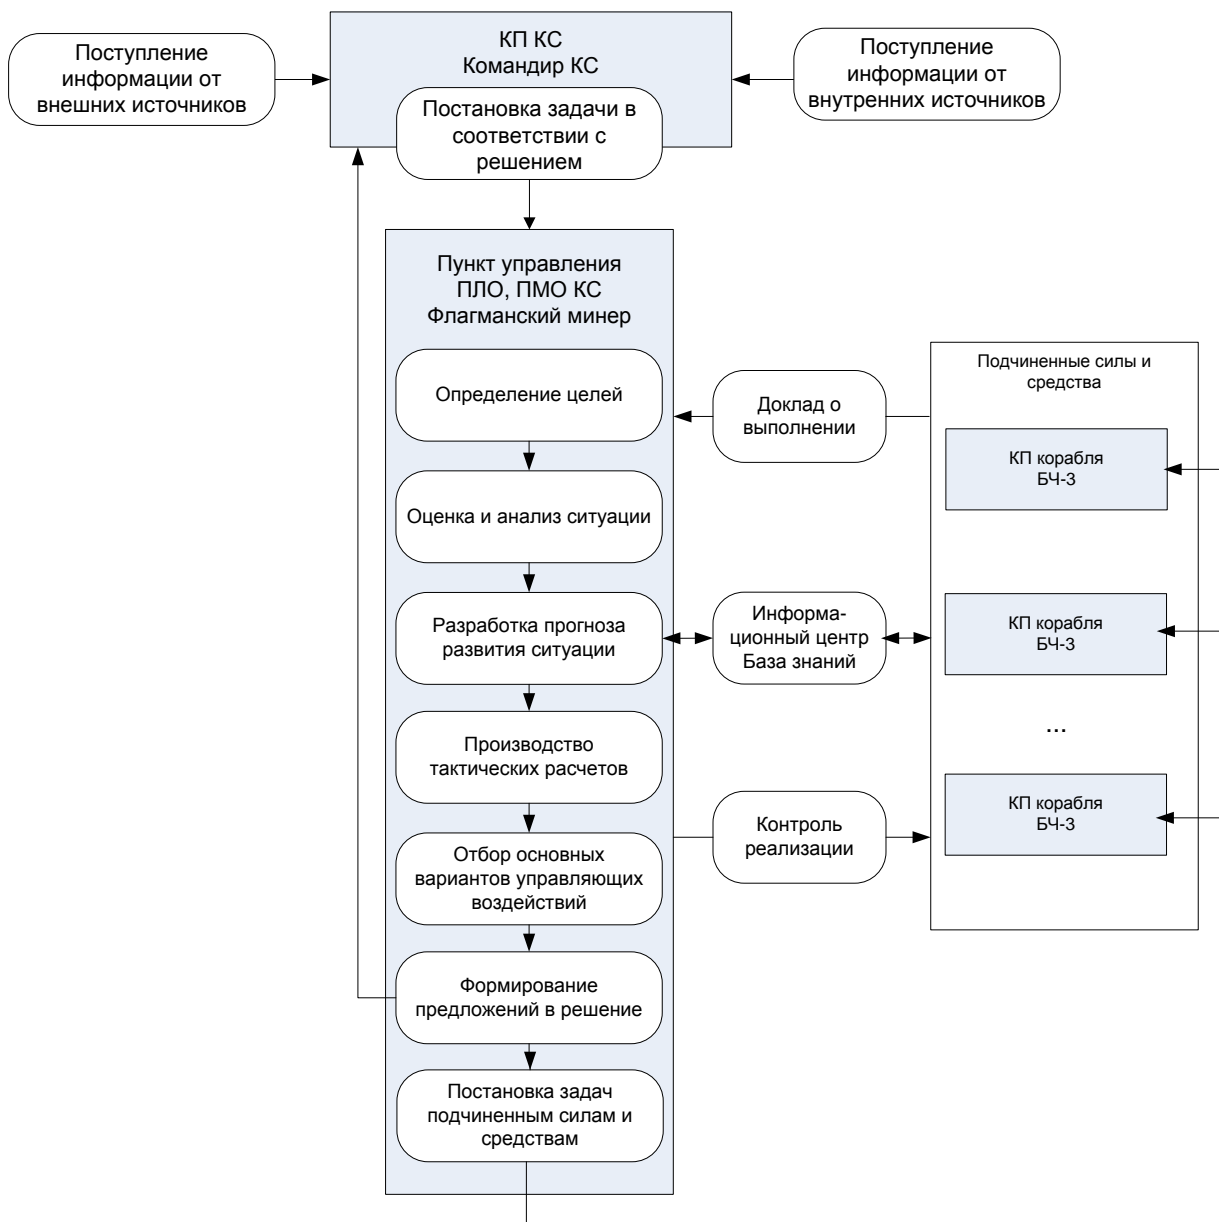 Поступление
информации от
внешних источников
КП КС
Командир КС
Поступление
информации от
внутренних источников
Постановка задачи в
соответствии с
решением
Пункт управления
ПЛО, ПМО КС
Флагманский минер
Определение целей
Оценка и анализ ситуации
Разработка прогноза
развития ситуации
Производство
тактических расчетов
Отбор основных
вариантов управляющих
воздействий
Формирование
предложений в решение
Постановка задач
подчиненным силам и
средствам
Доклад о
выполнении
Информа-
ционный центр
База знаний
Контроль
реализации
Подчиненные силы и
средства
КП корабля
БЧ-3
КП корабля
БЧ-3
...
КП корабля
БЧ-3